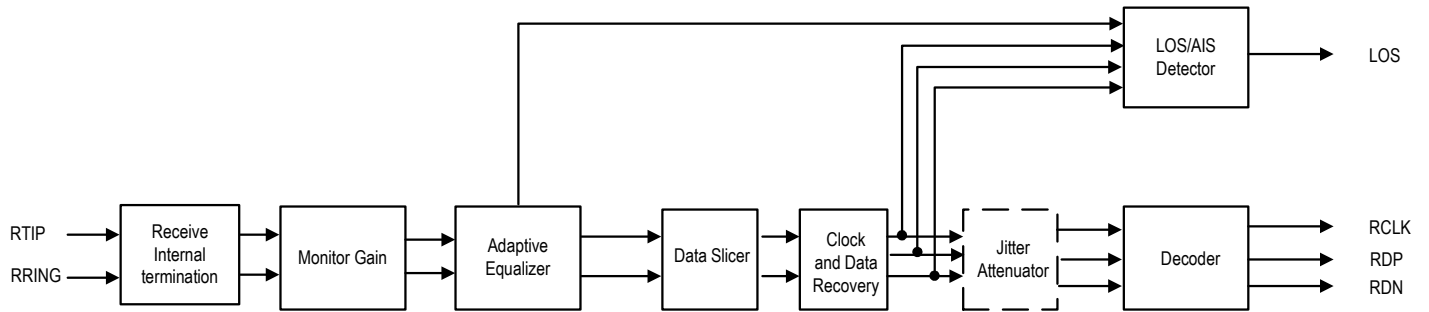 LOS/AIS
Detector
LOS
RTIP
RRING
Receive
Internal
termination
Monitor Gain
Adaptive
Equalizer
Data Slicer
Clock
and Data
Recovery
Jitter
Attenuator
Decoder
RCLK
RDP
RDN